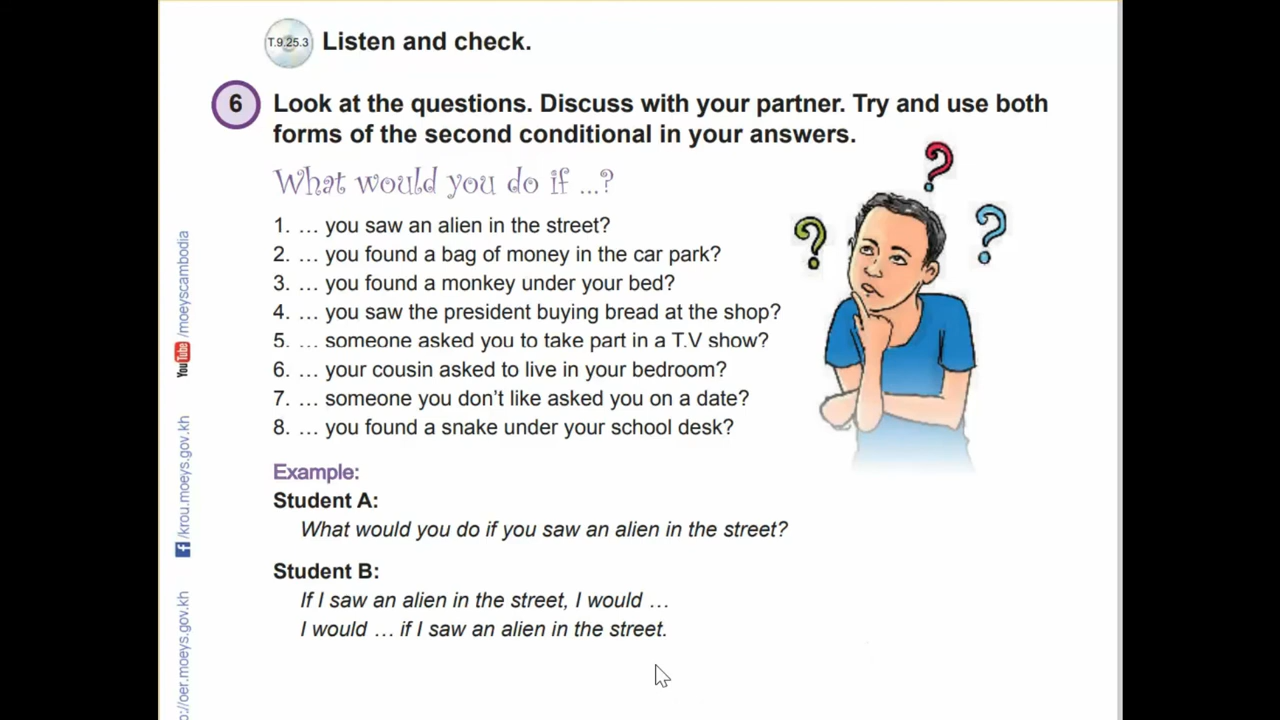 T.9.25.3 Listen and check.
6 Look at the questions. Discuss with your partner. Try and use both
forms of the second conditional in your answers.
What would you do if ...?
1. … you saw an alien in the street?
2. … you found a bag of money in the car park?
3. … you found a monkey under your bed?
4. … you saw the president buying bread at the shop?
5. … someone asked you to take part in a T.V show?
6. … your cousin asked to live in your bedroom?
7. … someone you don't like asked you on a date?
8. … you found a snake under your school desk?
Example:
Student A:
What would you do if you saw an alien in the street?
Student B:
If I saw an alien in the street, I would …
I would … if I saw an alien in the street.
YouTube /moeyscambodia
f /krou.moeys.gov.kh
p://oer.moeys.gov.kh
? ? ?